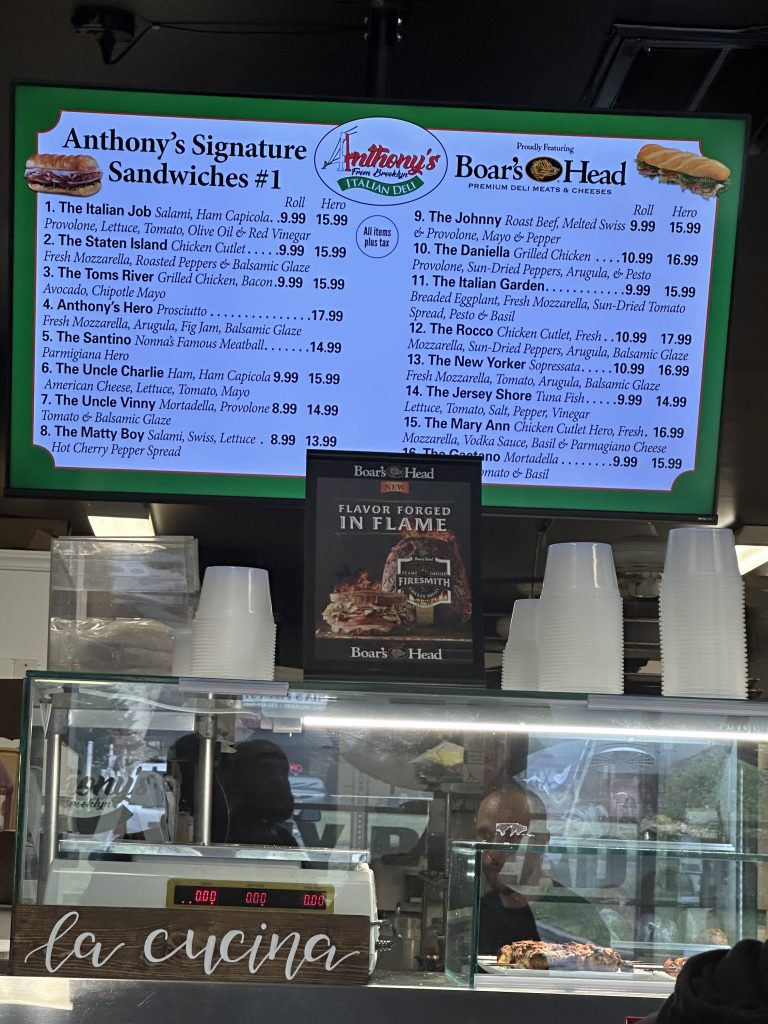 Anthony's Signature
Sandwiches #1
Anthony's
From Brooklyn
ITALIAN DELI
Proudly Featuring
Boar's Head
PREMIUM DELI MEATS & CHEESES
All items
plus tax
Roll Hero
1. The Italian Job Salami, Ham Capicola. .9.99 15.99
Provolone, Lettuce, Tomato, Olive Oil & Red Vinegar
2. The Staten Island Chicken Cutlet . . . . .9.99 15.99
Fresh Mozzarella, Roasted Peppers & Balsamic Glaze
3. The Toms River Grilled Chicken, Bacon.9.99 15.99
Avocado, Chipotle Mayo
4. Anthony's Hero Prosciutto . . . . . . . . . . . . . . .17.99
Fresh Mozzarella, Arugula, Fig Jam, Balsamic Glaze
5. The Santino Nonna's Famous Meatball. . . . . . .14.99
Parmigiana Hero
6. The Uncle Charlie Ham, Ham Capicola 9.99 15.99
American Cheese, Lettuce, Tomato, Mayo
7. The Uncle Vinny Mortadella, Provolone 8.99 14.99
Tomato & Balsamic Glaze
8. The Matty Boy Salami, Swiss, Lettuce . 8.99 13.99
Hot Cherry Pepper Spread
Roll Hero
9. The Johnny Roast Beef, Melted Swiss 9.99 15.99
& Provolone, Mayo & Pepper
10. The Daniella Grilled Chicken . . . . .10.99 16.99
Provolone, Sun-Dried Peppers, Arugula, & Pesto
11. The Italian Garden. . . . . . . . . . . .9.99 15.99
Breaded Eggplant, Fresh Mozzarella, Sun-Dried Tomato
Spread, Pesto & Basil
12. The Rocco Chicken Cutlet, Fresh . .10.99 17.99
Mozzarella, Sun-Dried Peppers, Arugula, Balsamic Glaze
13. The New Yorker Sopressata. . . . .10.99 16.99
Fresh Mozzarella, Tomato, Arugula, Balsamic Glaze
14. The Jersey Shore Tuna Fish. . . . .9.99 14.99
Lettuce, Tomato, Salt, Pepper, Vinegar
15. The Mary Ann Chicken Cutlet Hero, Fresh. 16.99
Mozzarella, Vodka Sauce, Basil & Parmagiano Cheese
16. The Gaetano Mortadella . . . . . . . .9.99 15.99
Tomato & Basil
Boar's Head
NEW
FLAVOR FORGED
IN FLAME
Boar's Head
FLAME GRILLED
FIRESMITH
CHICKEN BREAST
Boar's Head
0.00 0.00 0.00
la cucina